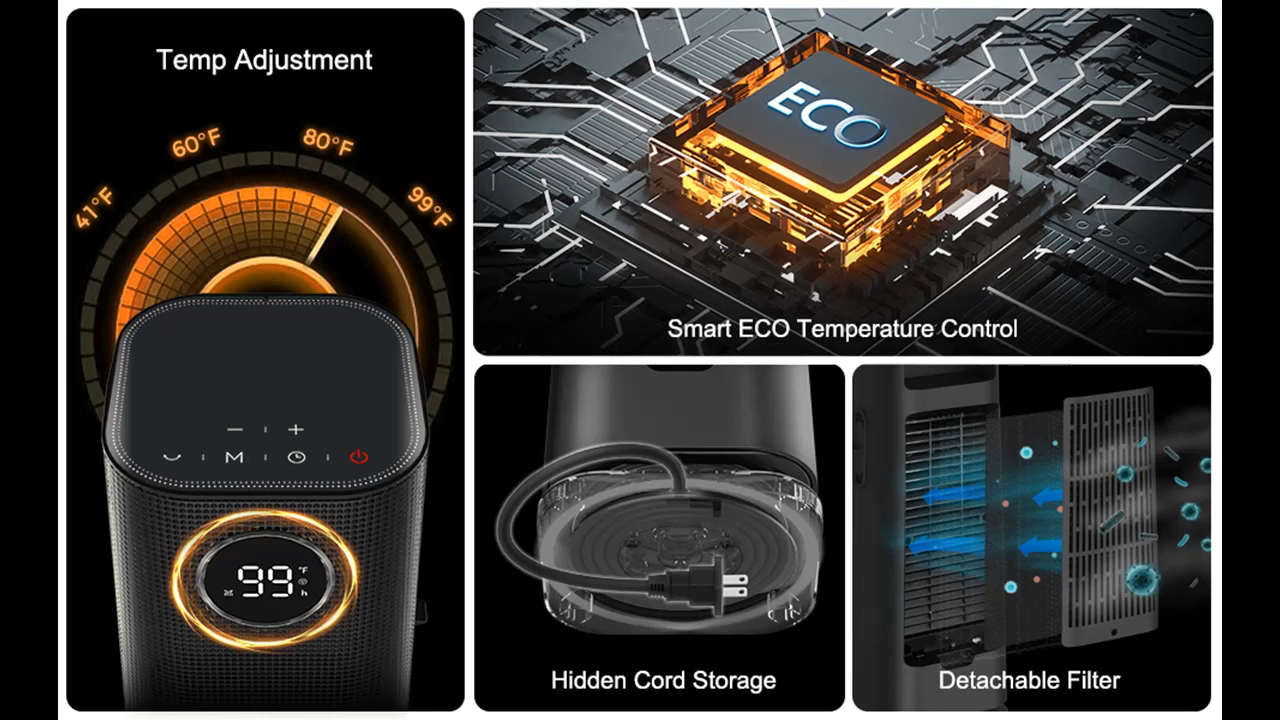 Temp Adjustment
41°F
60°F
80°F
99°F
M
99 °F
h
ECO
Smart ECO Temperature Control
Hidden Cord Storage
Detachable Filter